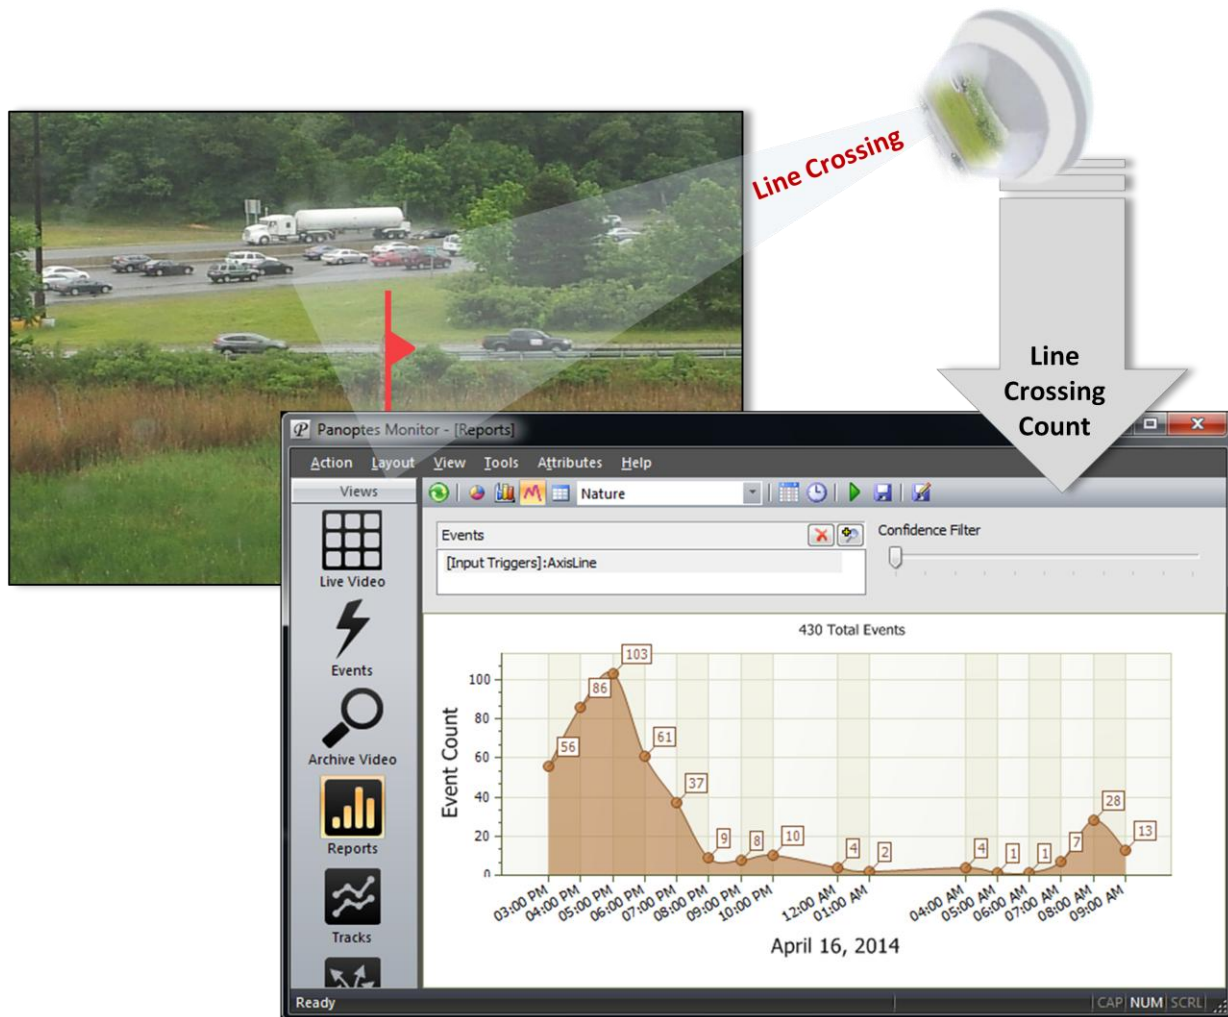 Line Crossing
Line
Crossing
Count
Panoptes Monitor - [Reports]
Action Layout View Tools Attributes Help
Views
Nature
Live Video
Events
Archive Video
Reports
Tracks
Events
Confidence Filter
[Input Triggers]:AxisLine
430 Total Events
Event Count
100
80
60
40
20
0
56
86
103
61
37
9
8
10
4
2
4
1
1
7
28
13
03:00 PM
04:00 PM
05:00 PM
06:00 PM
07:00 PM
08:00 PM
09:00 PM
10:00 PM
12:00 AM
01:00 AM
04:00 AM
05:00 AM
06:00 AM
07:00 AM
08:00 AM
09:00 AM
April 16, 2014
Ready
CAP NUM SCRL